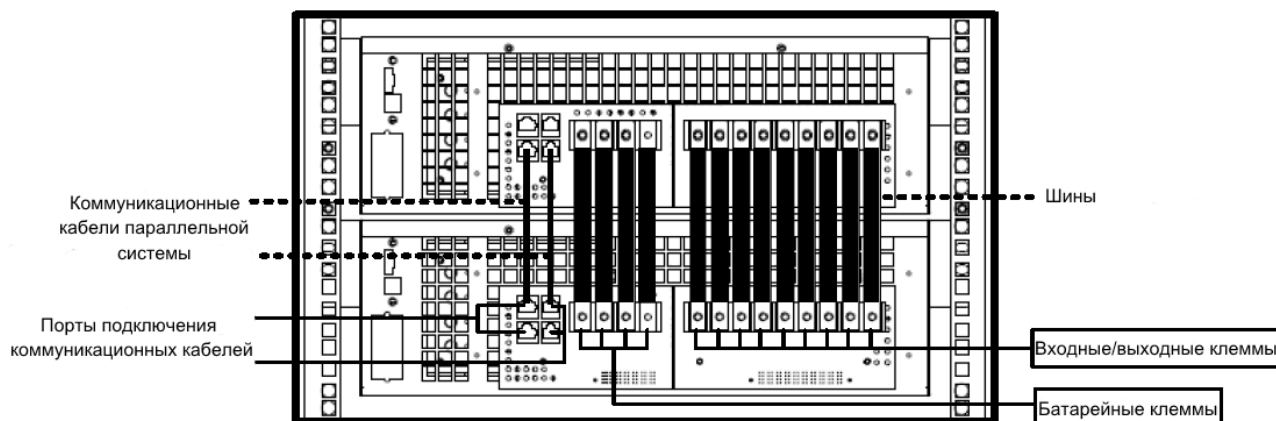 Коммуникационные
кабели параллельной
системы
Шины
Порты подключения
коммуникационных кабелей
Входные/выходные клеммы
Батарейные клеммы